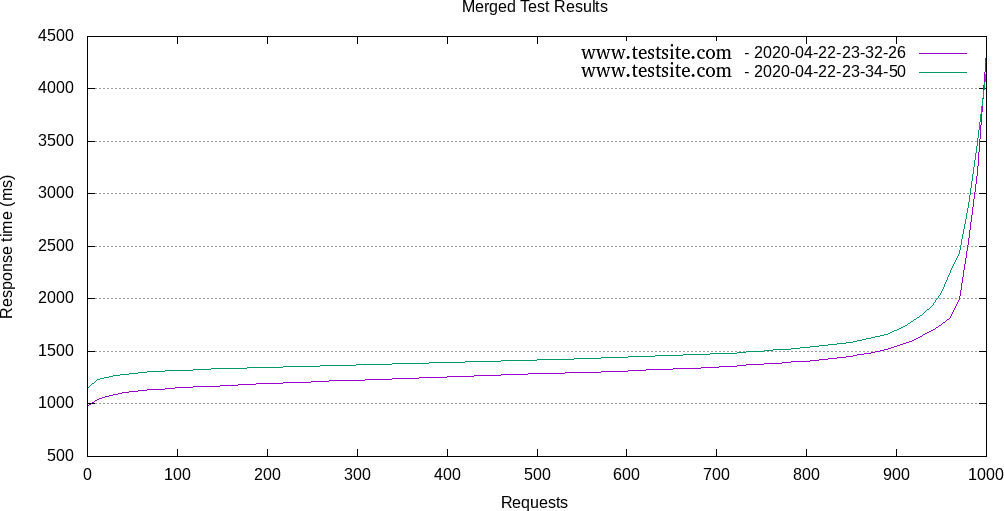 Merged Test Results
4500
4000
3500
3000
2500
2000
1500
1000
500
Response time (ms)
www.testsite.com - 2020-04-22-23-32-26
www.testsite.com - 2020-04-22-23-34-50
0 100 200 300 400 500 600 700 800 900 1000
Requests